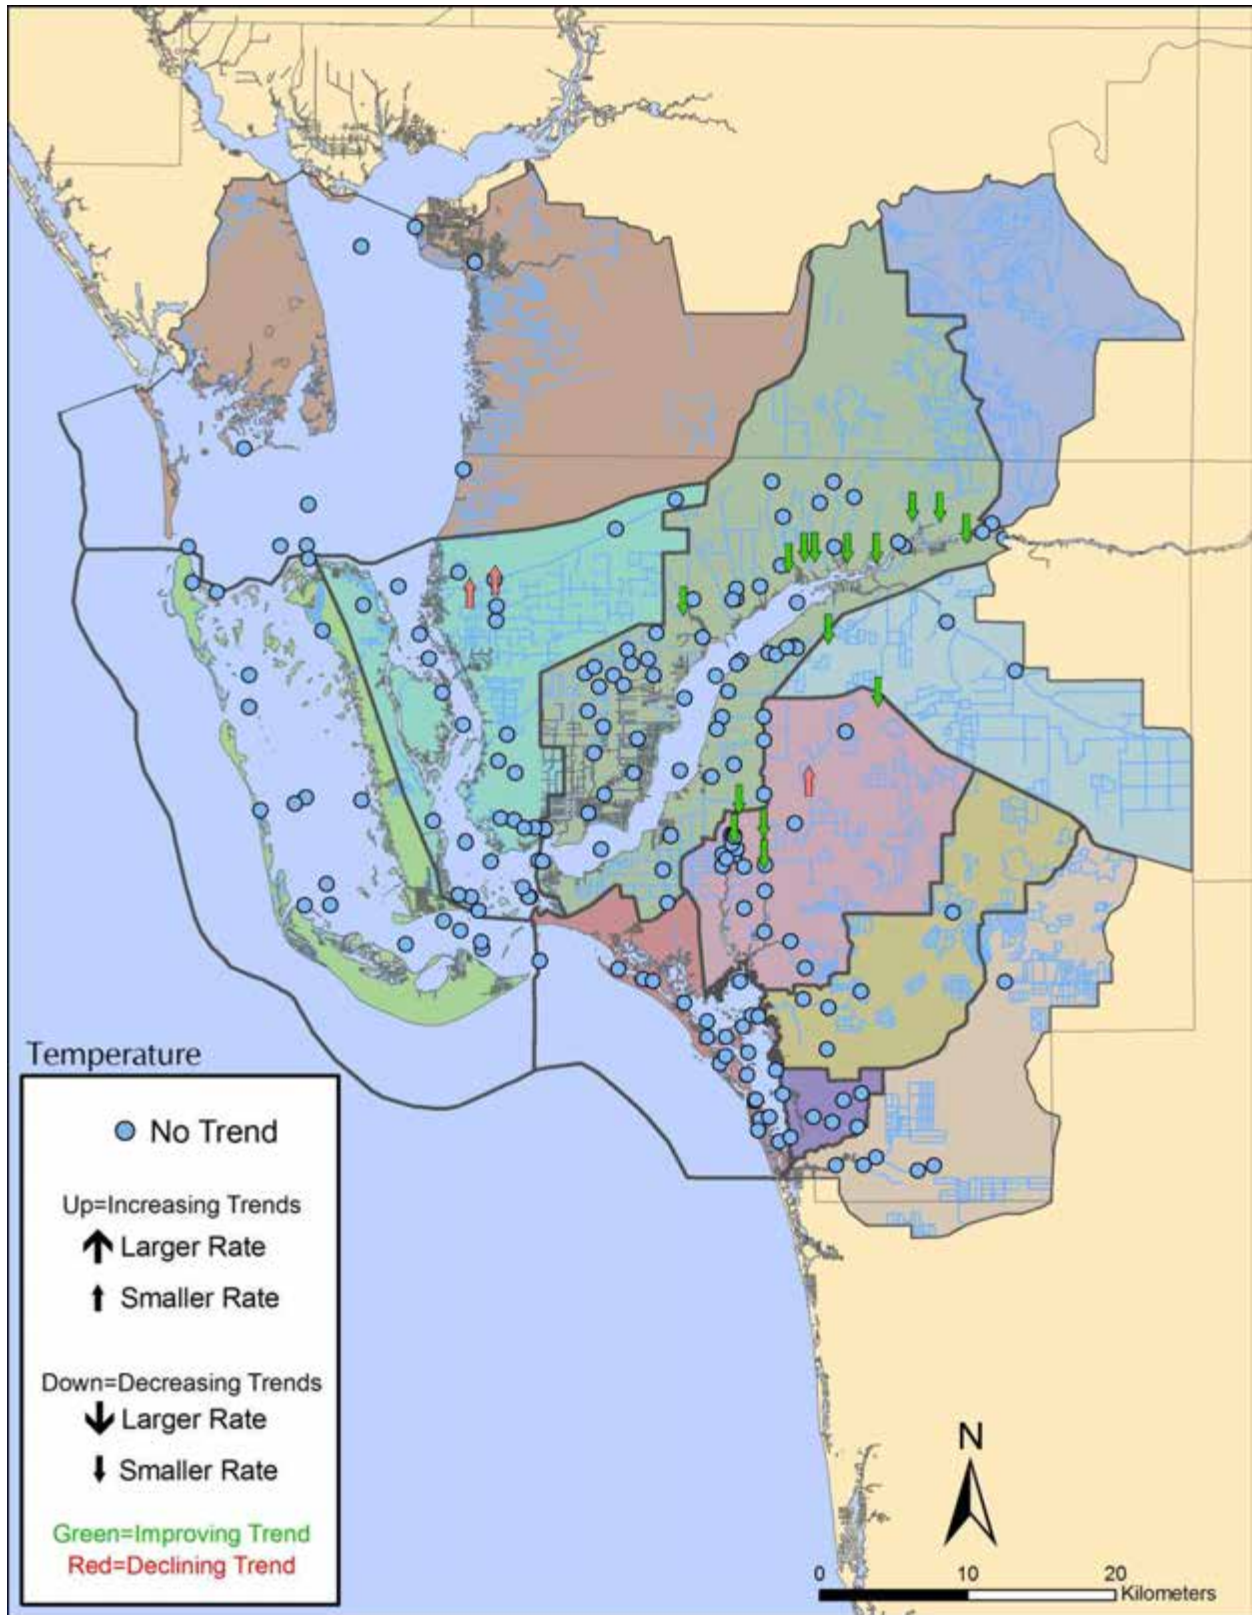 Temperature
No Trend
Up=Increasing Trends
Larger Rate
Smaller Rate
Down=Decreasing Trends
Larger Rate
Smaller Rate
Green=Improving Trend
Red=Declining Trend
N
0 10 20
Kilometers